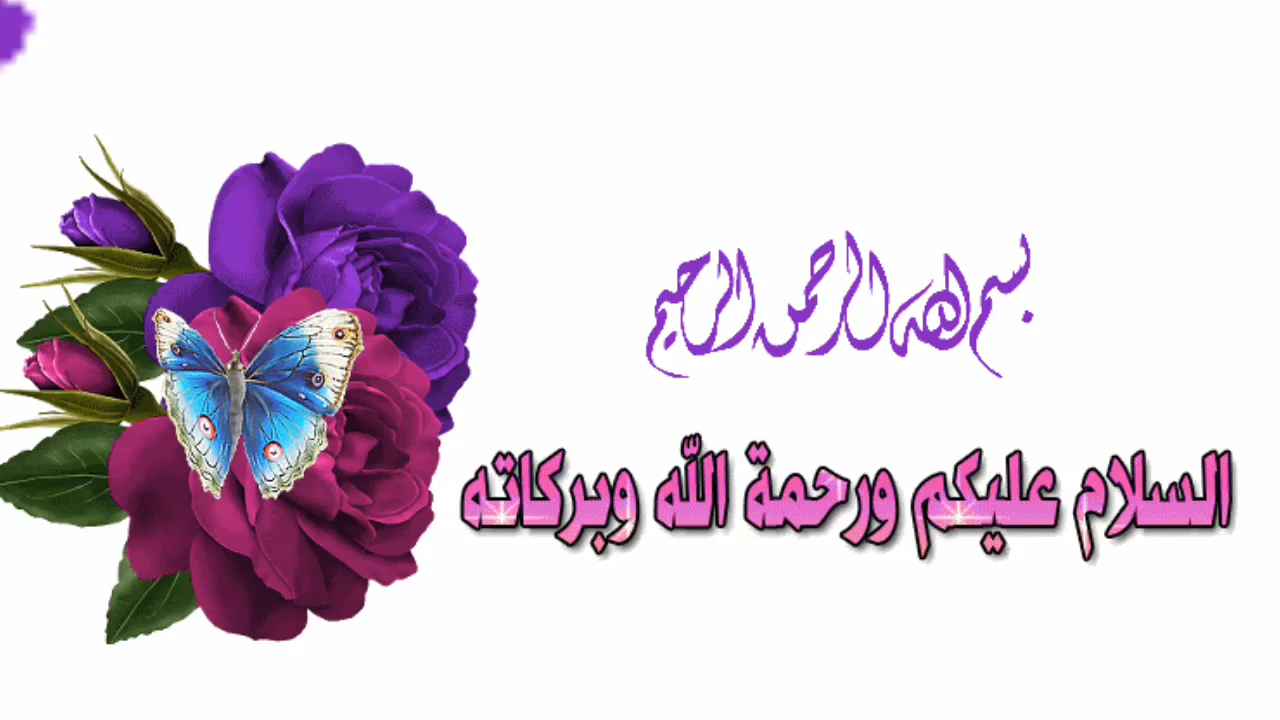 بسم الله الرحمن الرحيم
السلام عليكم ورحمة الله وبركاته